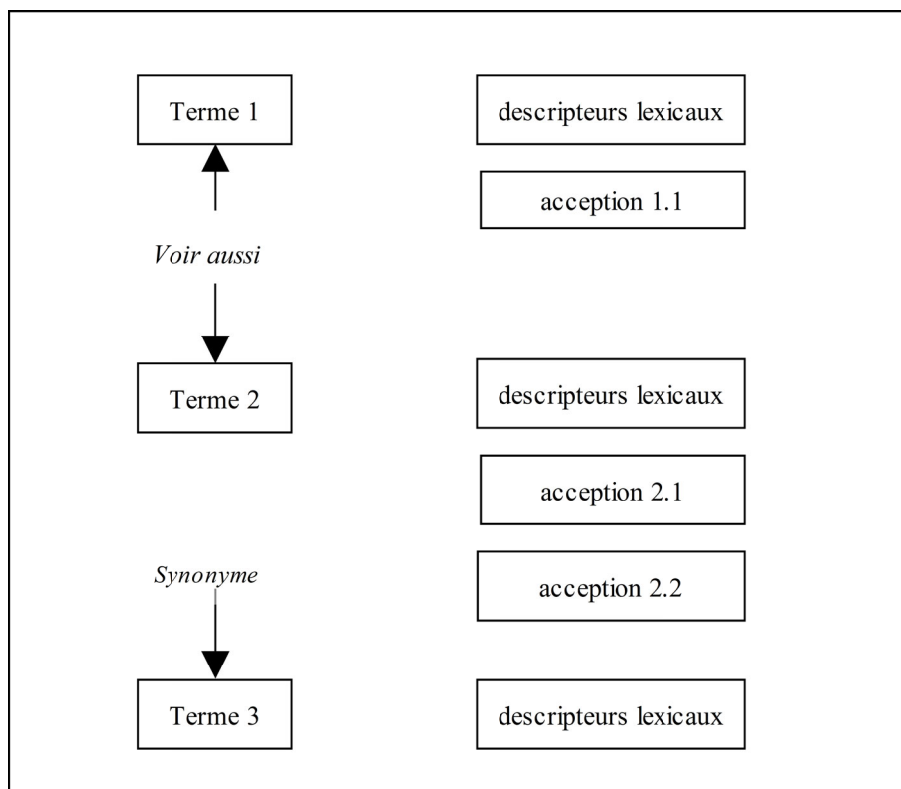 Terme 1
descripteurs lexicaux
acception 1.1
Voir aussi
Terme 2
descripteurs lexicaux
acception 2.1
Synonyme
acception 2.2
Terme 3
descripteurs lexicaux